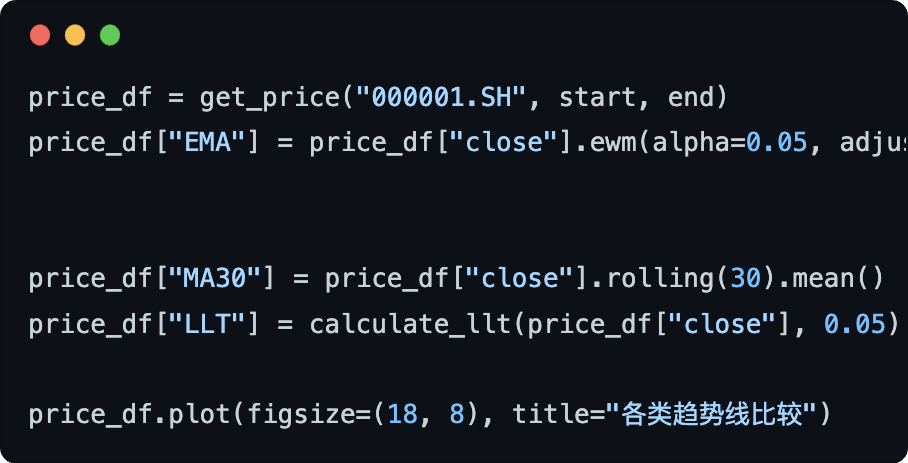 price_df = get_price("000001.SH", start, end)
price_df["EMA"] = price_df["close"].ewm(alpha=0.05,
price_df["MA30"] = price_df["close"].rolling(30).mean()
price_df["LLT"] = calculate_llt(price_df["close"], 0.05)
price_df.plot(figsize=(18, 8), title="各类趋势线比较")